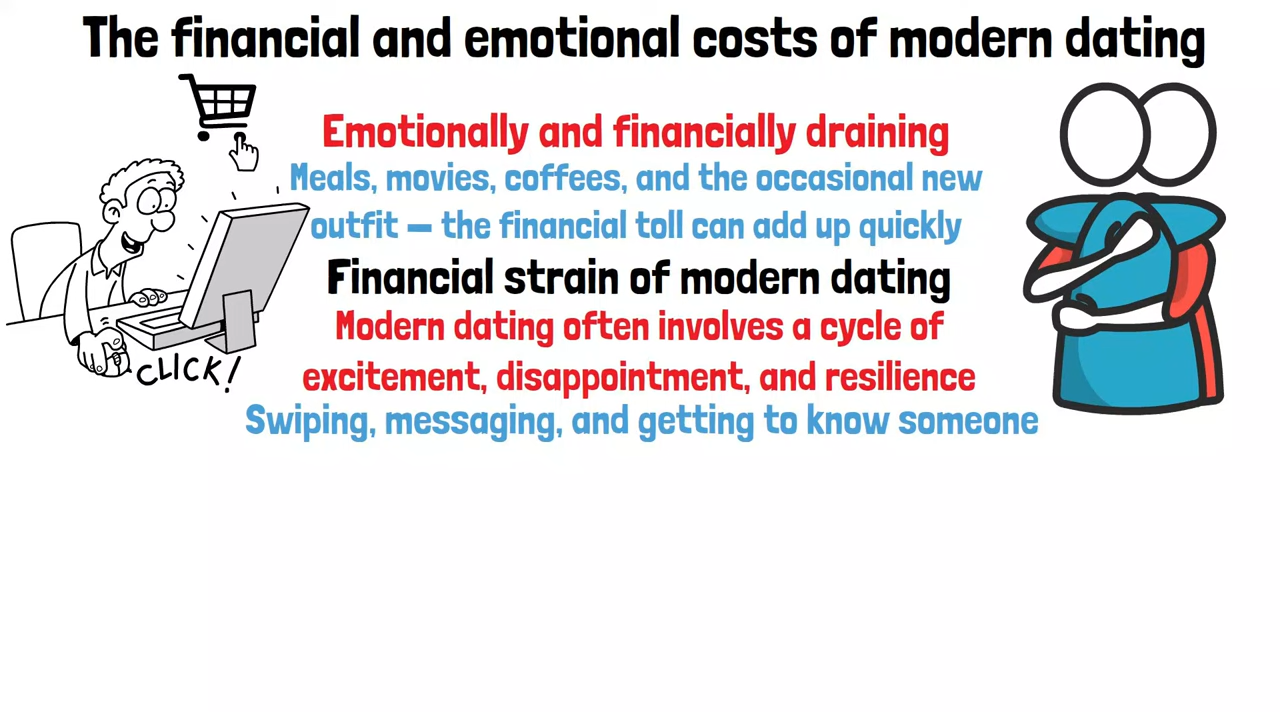 The financial and emotional costs of modern dating
Emotionally and financially draining
Meals, movies, coffees, and the occasional new
outfit — the financial toll can add up quickly
Financial strain of modern dating
Modern dating often involves a cycle of
excitement, disappointment, and resilience
CLICK!
Swiping, messaging, and getting to know someone